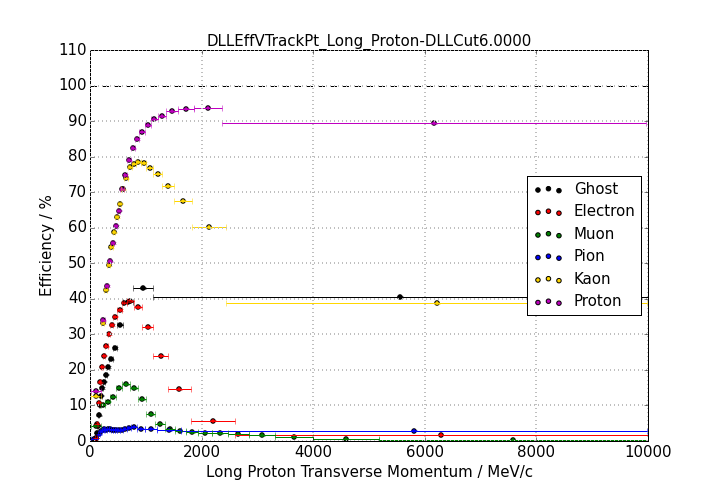 DLLEffVTrackPt_Long_Proton-DLLCut6.0000
110
100
90
80
70
60
50
40
30
20
10
0
Efficiency / %
Ghost
Electron
Muon
Pion
Kaon
Proton
0 2000 4000 6000 8000 10000
Long Proton Transverse Momentum / MeV/c